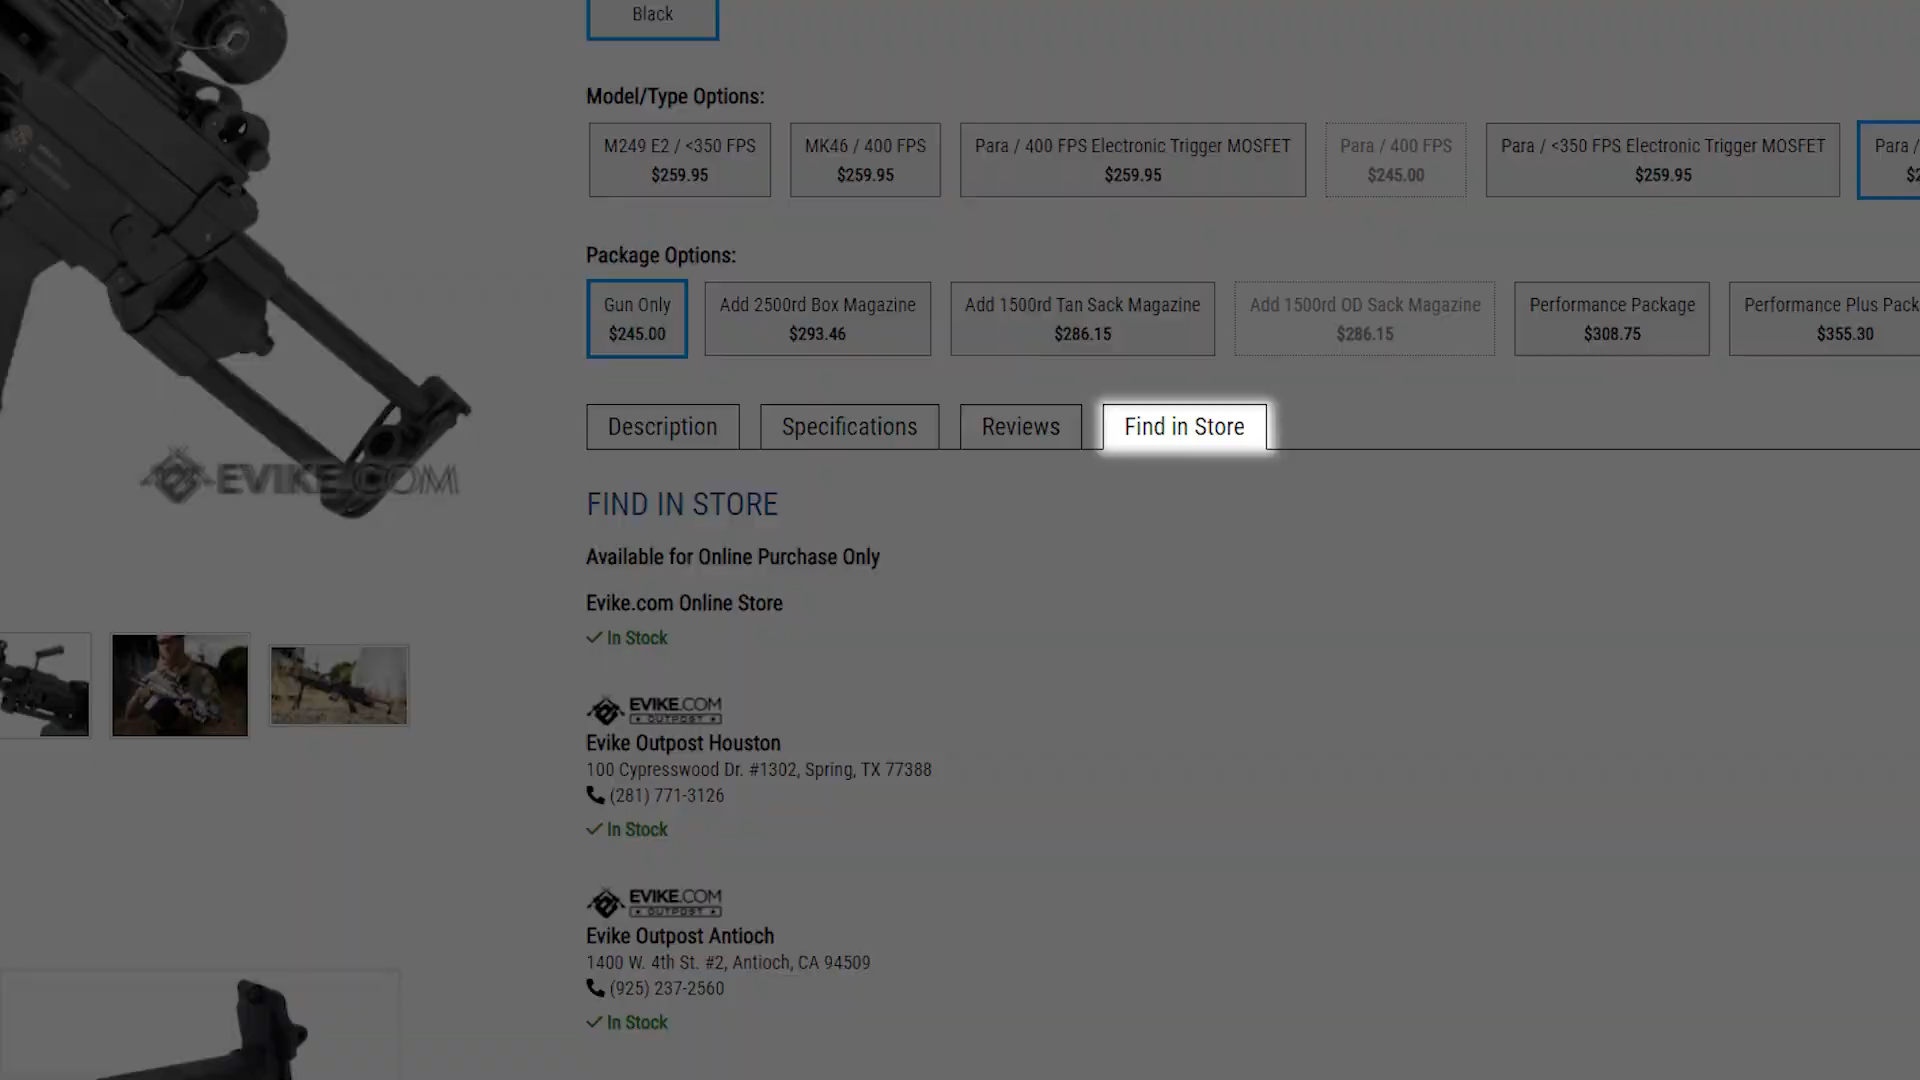 Black
Model/Type Options:
M249 E2 / <350 FPS
$259.95
MK46 / 400 FPS
$259.95
Para / 400 FPS Electronic Trigger MOSFET
$259.95
Para / 400 FPS
$245.00
Para / <350 FPS Electronic Trigger MOSFET
$259.95
Para /
$2
Package Options:
Gun Only
$245.00
Add 2500rd Box Magazine
$293.46
Add 1500rd Tan Sack Magazine
$286.15
Add 1500rd OD Sack Magazine
$286.15
Performance Package
$308.75
Performance Plus Pack
$355.30
Description
Specifications
Reviews
Find in Store
EVIKE.COM
FIND IN STORE
Available for Online Purchase Only
Evike.com Online Store
In Stock
EVIKE.COM
OUTPOST
Evike Outpost Houston
100 Cypresswood Dr. #1302, Spring, TX 77388
(281) 771-3126
In Stock
EVIKE.COM
OUTPOST
Evike Outpost Antioch
1400 W. 4th St. #2, Antioch, CA 94509
(925) 237-2560
In Stock